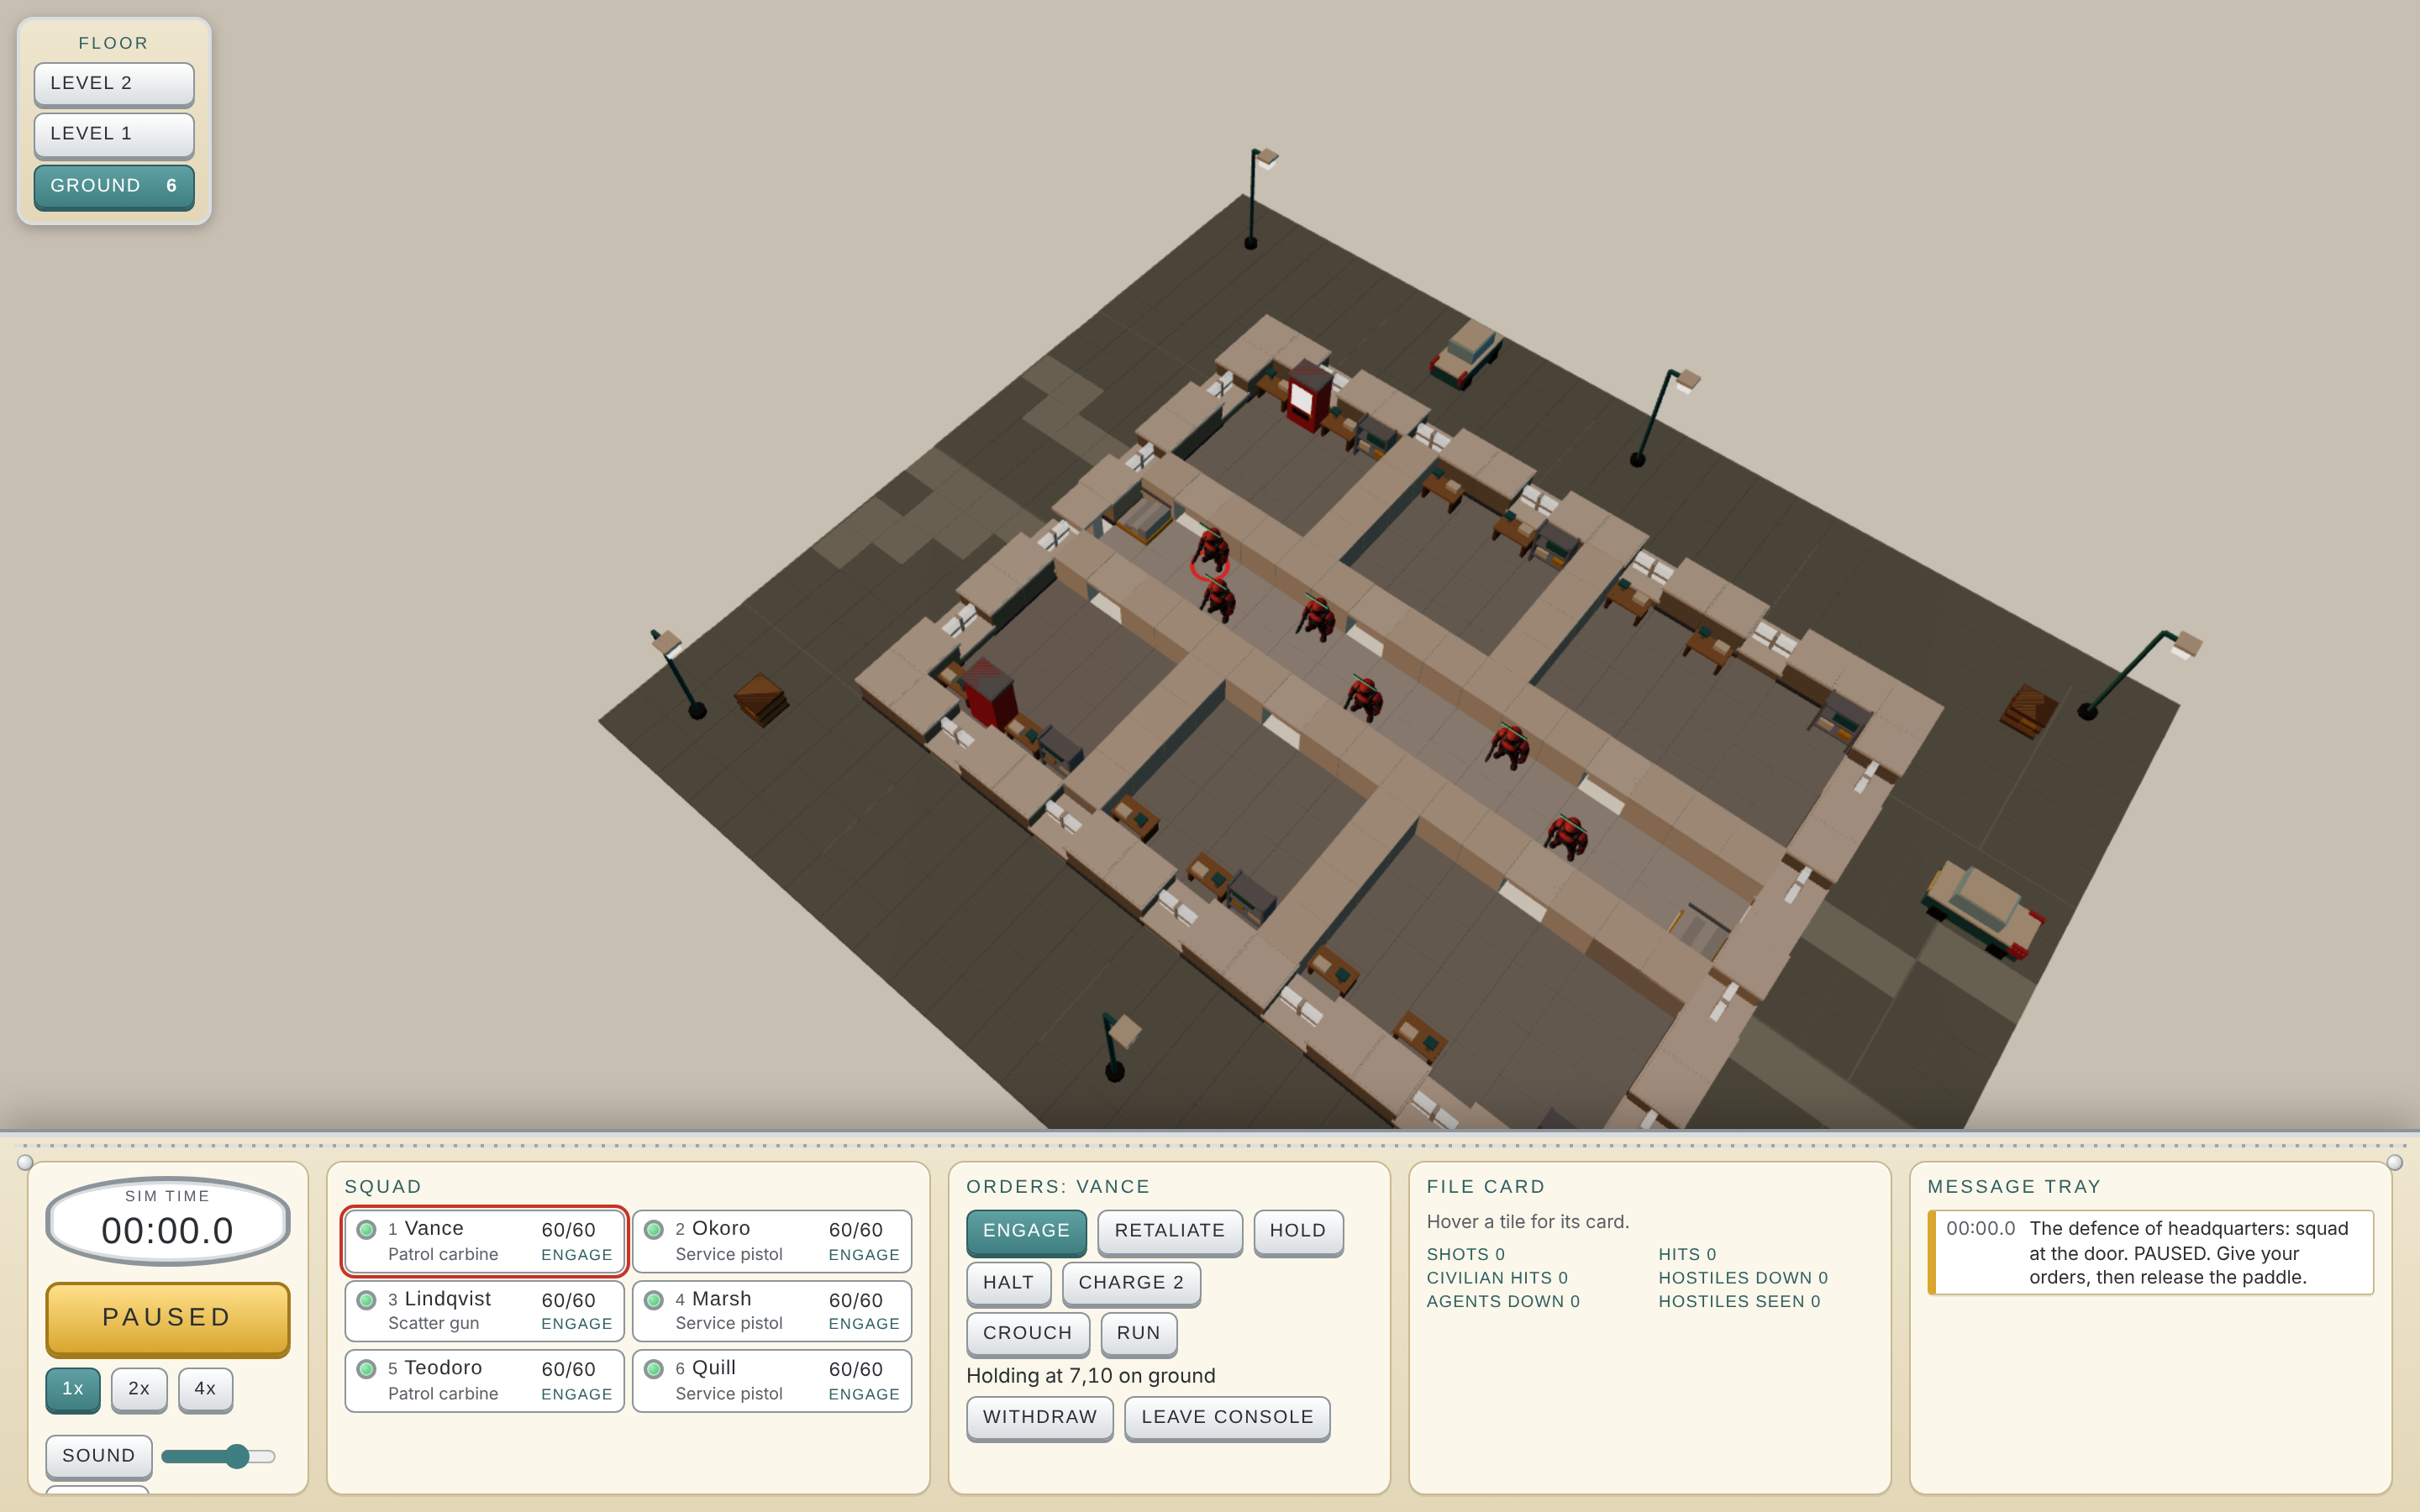 FLOOR
LEVEL 2
LEVEL 1
GROUND 6
SIM TIME
00:00.0
PAUSED
1x 2x 4x
SOUND
SQUAD
1 Vance 60/60
Patrol carbine ENGAGE
2 Okoro 60/60
Service pistol ENGAGE
3 Lindqvist 60/60
Scatter gun ENGAGE
4 Marsh 60/60
Service pistol ENGAGE
5 Teodoro 60/60
Patrol carbine ENGAGE
6 Quill 60/60
Service pistol ENGAGE
ORDERS: VANCE
ENGAGE RETALIATE HOLD
HALT CHARGE 2
CROUCH RUN
Holding at 7,10 on ground
WITHDRAW LEAVE CONSOLE
FILE CARD
Hover a tile for its card.
SHOTS 0 HITS 0
CIVILIAN HITS 0 HOSTILES DOWN 0
AGENTS DOWN 0 HOSTILES SEEN 0
MESSAGE TRAY
00:00.0 The defence of headquarters: squad
at the door. PAUSED. Give your
orders, then release the paddle.